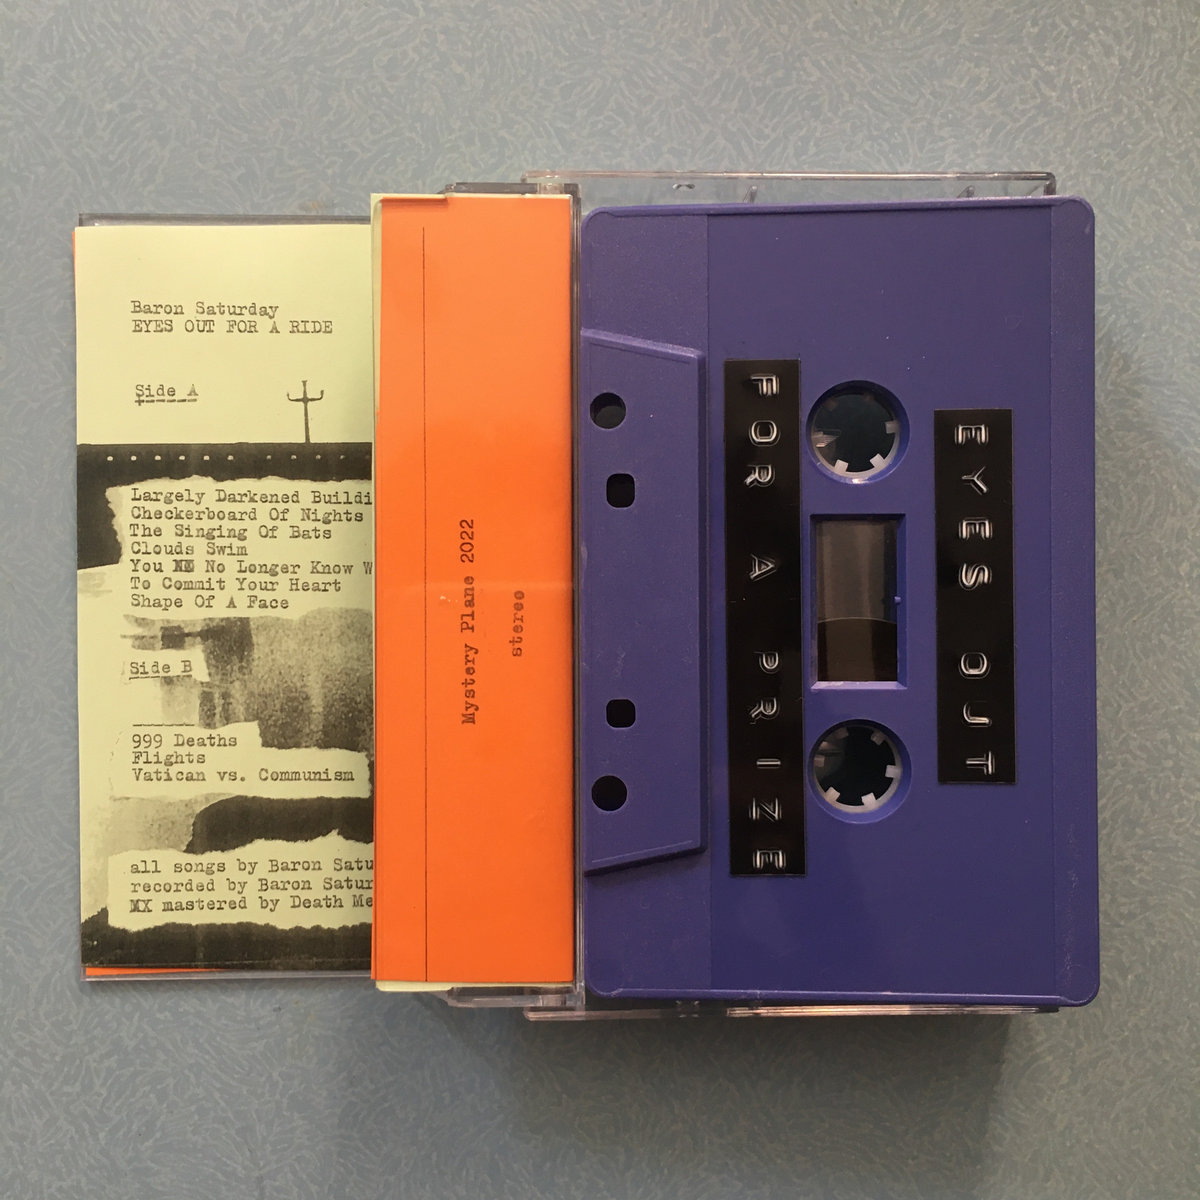 Baron Saturday
EYES OUT FOR A RIDE
Side A
Largely Darkened Buildi
Checkerboard Of Nights
The Singing Of Bats
Clouds Swim
You No Longer Know W
To Commit Your Heart
Shape Of A Face
Side B
999 Deaths
Flights
Vatican vs. Communism
all songs by Baron Satu
recorded by Baron Satur
mastered by Death Me
Mystery Plane 2022
stereo
EYES OUT
FOR A PRIZE